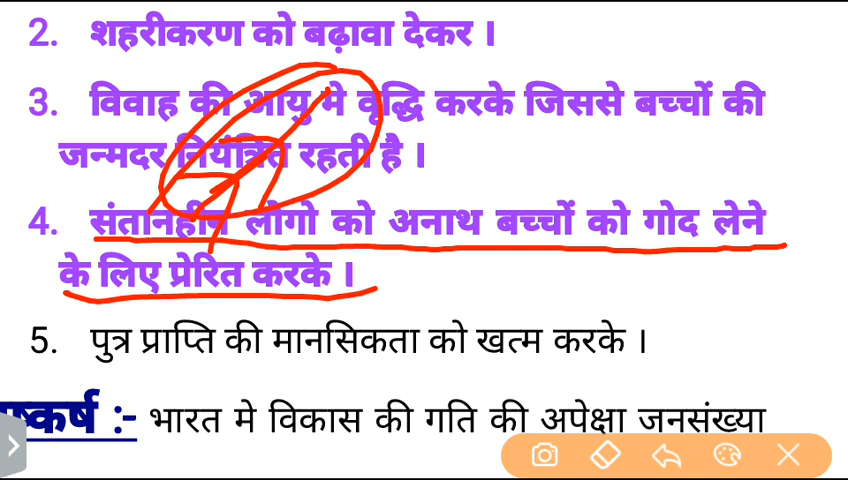 2. शहरीकरण को बढ़ावा देकर ।
3. विवाह की आयु मे वृद्धि करके जिससे बच्चों की
जन्मदर नियंत्रित रहती है ।
4. संतानहीन लोगो को अनाथ बच्चों को गोद लेने
के लिए प्रेरित करके ।
5. पुत्र प्राप्ति की मानसिकता को खत्म करके ।
:- भारत मे विकास की गति की अपेक्षा जनसंख्या